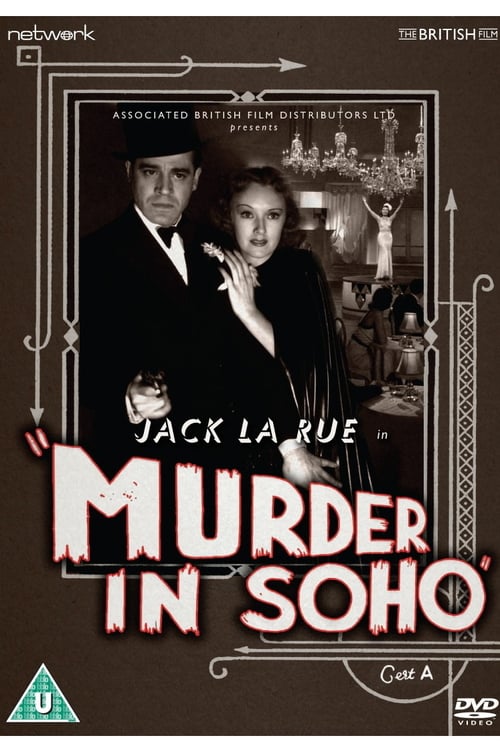 network
THE BRITISH FILM
ASSOCIATED BRITISH FILM DISTRIBUTORS LTD
presents
JACK LA RUE in
"MURDER
IN SOHO"
Cert A
U
DVD
VIDEO